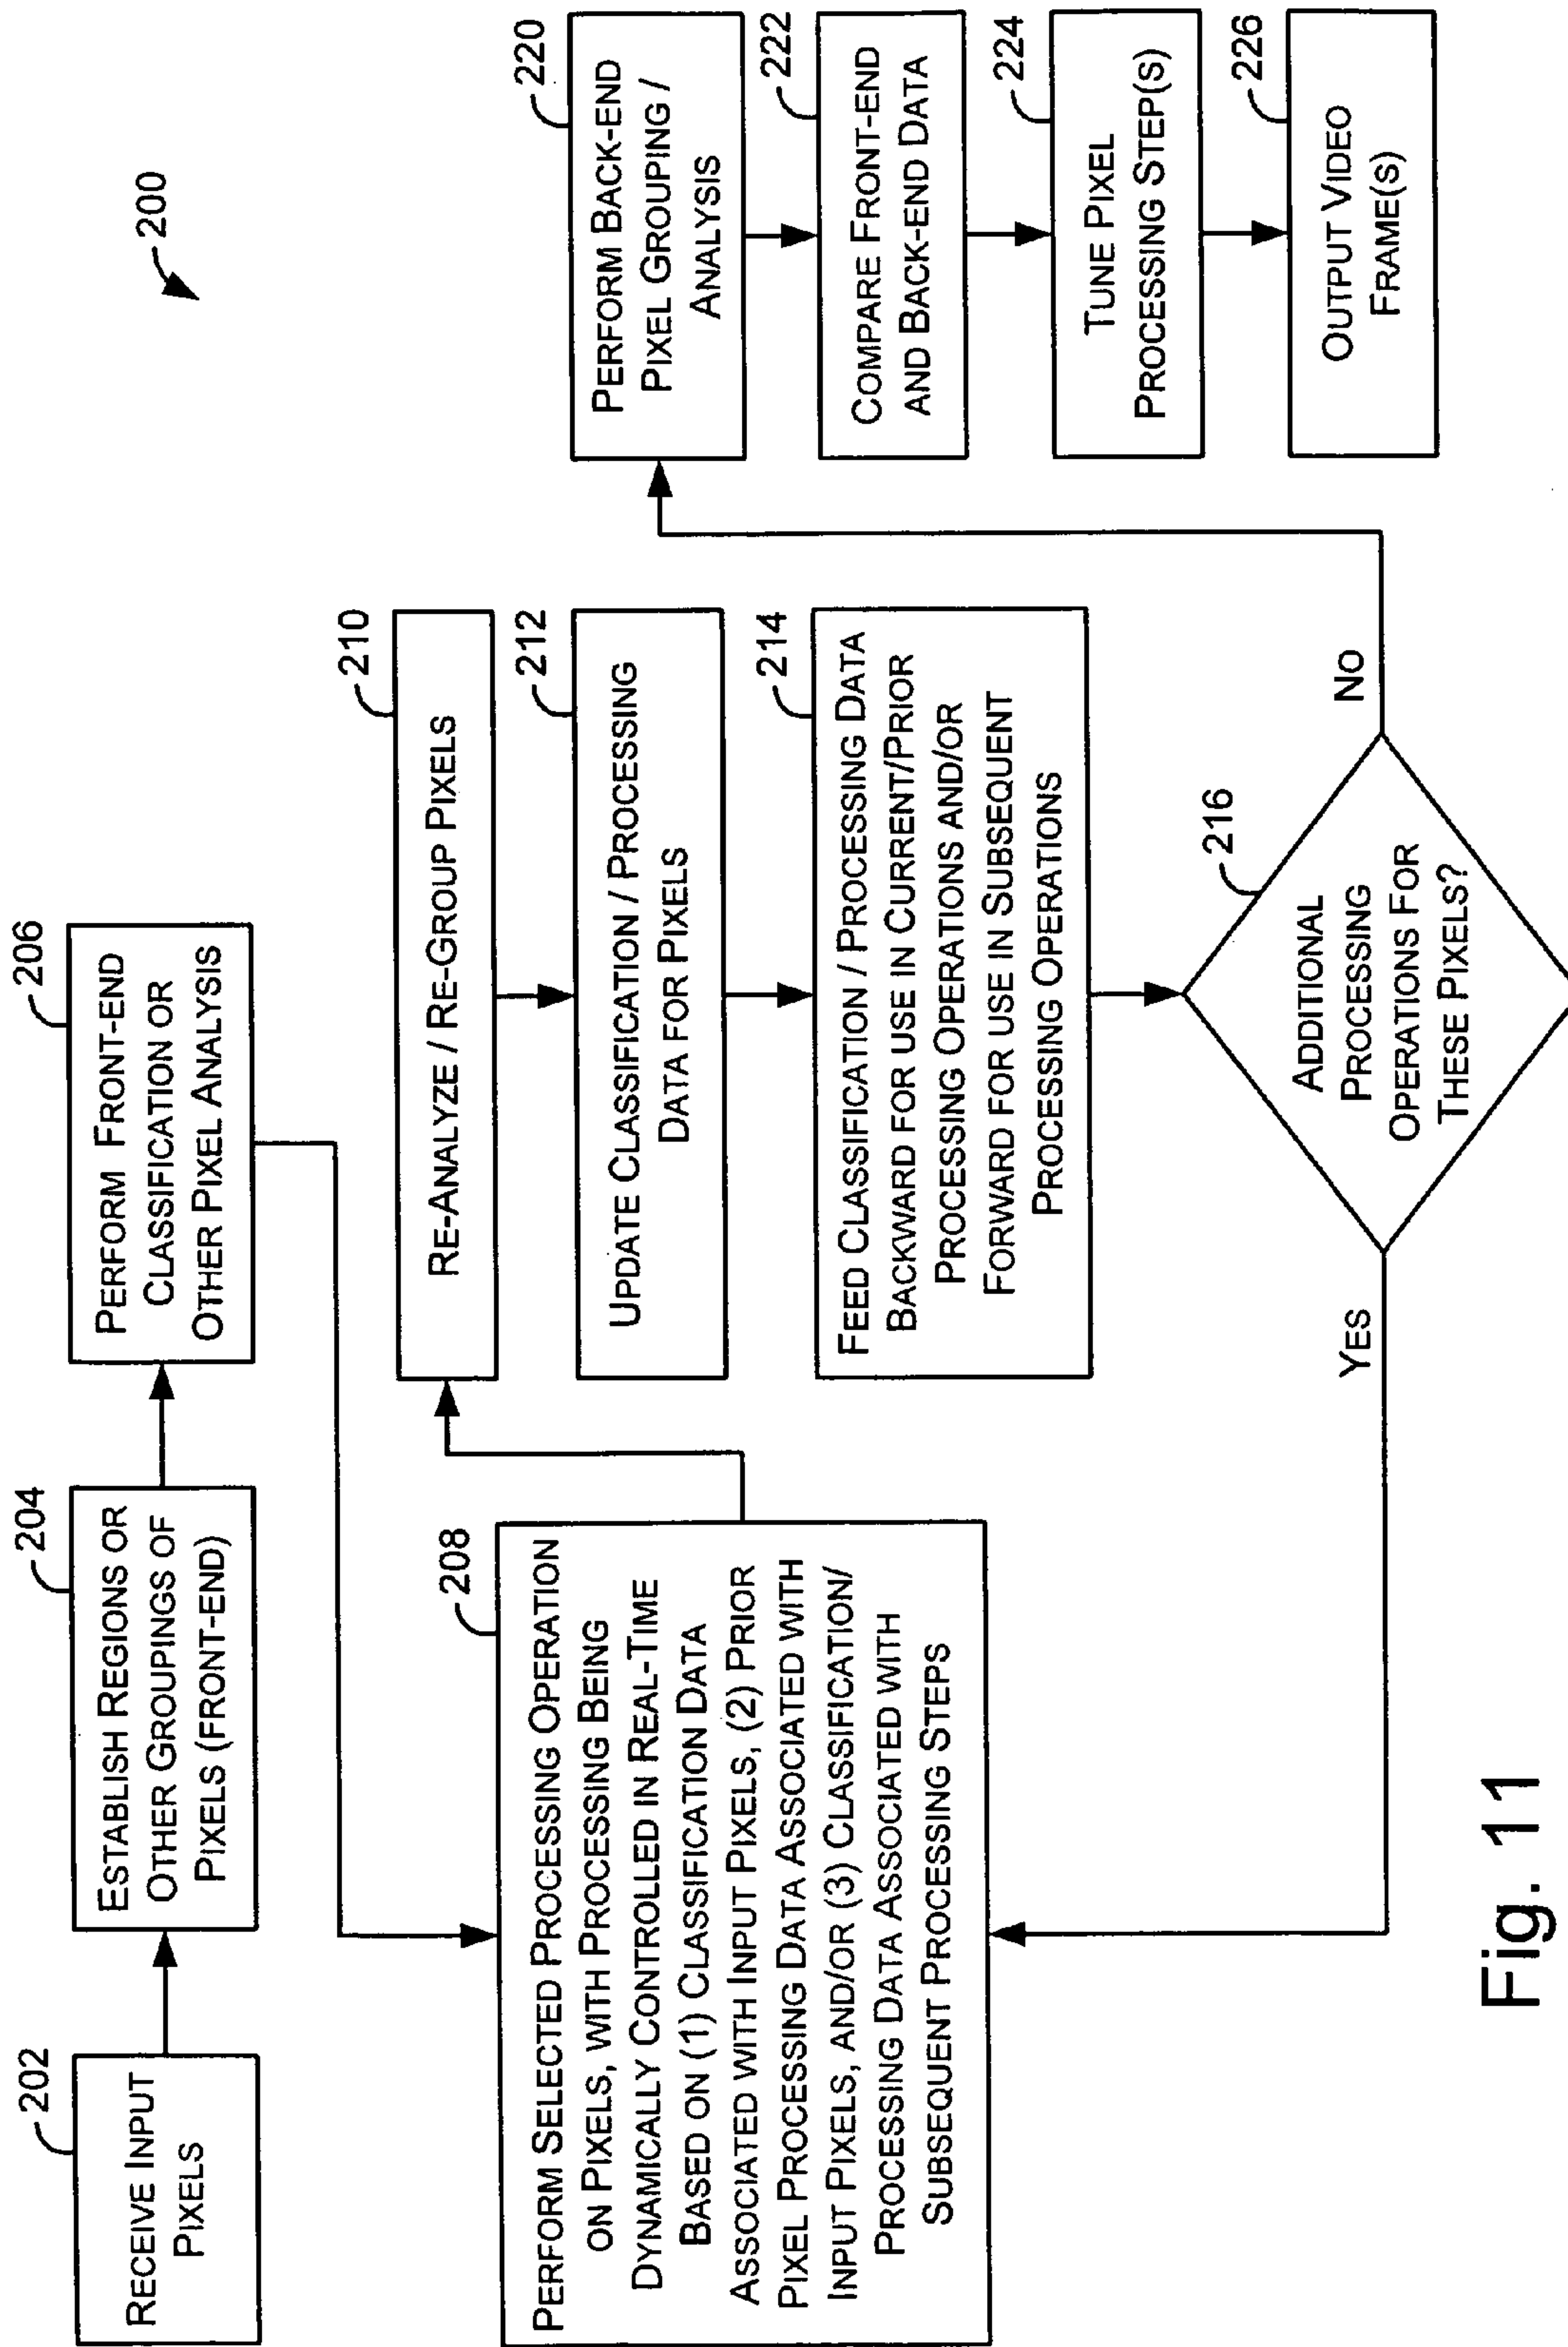 200
202
RECEIVE INPUT
PIXELS
204
ESTABLISH REGIONS OR
OTHER GROUPINGS OF
PIXELS (FRONT-END)
206
PERFORM FRONT-END
CLASSIFICATION OR
OTHER PIXEL ANALYSIS
208
PERFORM SELECTED PROCESSING OPERATION
ON PIXELS, WITH PROCESSING BEING
DYNAMICALLY CONTROLLED IN REAL-TIME
BASED ON (1) CLASSIFICATION DATA
ASSOCIATED WITH INPUT PIXELS, (2) PRIOR
PIXEL PROCESSING DATA ASSOCIATED WITH
INPUT PIXELS, AND/OR (3) CLASSIFICATION/
PROCESSING DATA ASSOCIATED WITH
SUBSEQUENT PROCESSING STEPS
210
RE-ANALYZE / RE-GROUP PIXELS
212
UPDATE CLASSIFICATION / PROCESSING
DATA FOR PIXELS
214
FEED CLASSIFICATION / PROCESSING DATA
BACKWARD FOR USE IN CURRENT/PRIOR
PROCESSING OPERATIONS AND/OR
FORWARD FOR USE IN SUBSEQUENT
PROCESSING OPERATIONS
216
ADDITIONAL
PROCESSING
OPERATIONS FOR
THESE PIXELS?
YES
NO
220
PERFORM BACK-END
PIXEL GROUPING /
ANALYSIS
222
COMPARE FRONT-END
AND BACK-END DATA
224
TUNE PIXEL
PROCESSING STEP(S)
226
OUTPUT VIDEO
FRAME(S)
Fig. 11